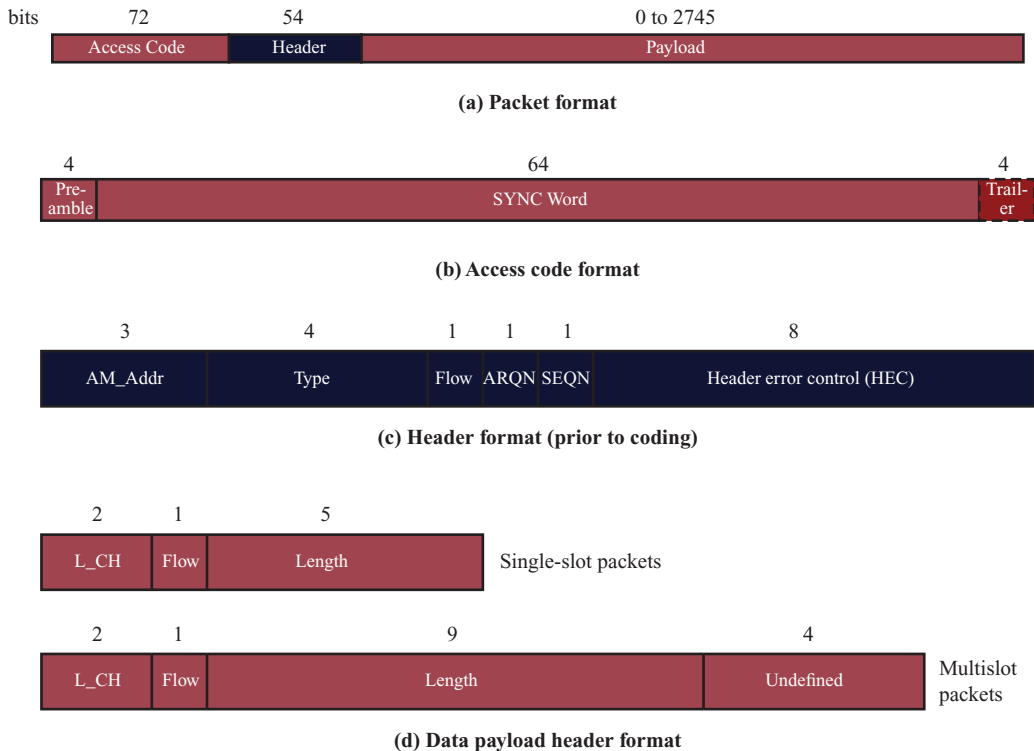 bits 72 54 0 to 2745
Access Code Header Payload
(a) Packet format
4 64 4
Pre-
amble
SYNC Word
Trail-
er
(b) Access code format
3 4 1 1 1 8
AM_Addr Type Flow ARQN SEQN Header error control (HEC)
(c) Header format (prior to coding)
2 1 5
L_CH Flow Length
Single-slot packets
2 1 9 4
L_CH Flow Length Undefined
Multislot
packets
(d) Data payload header format